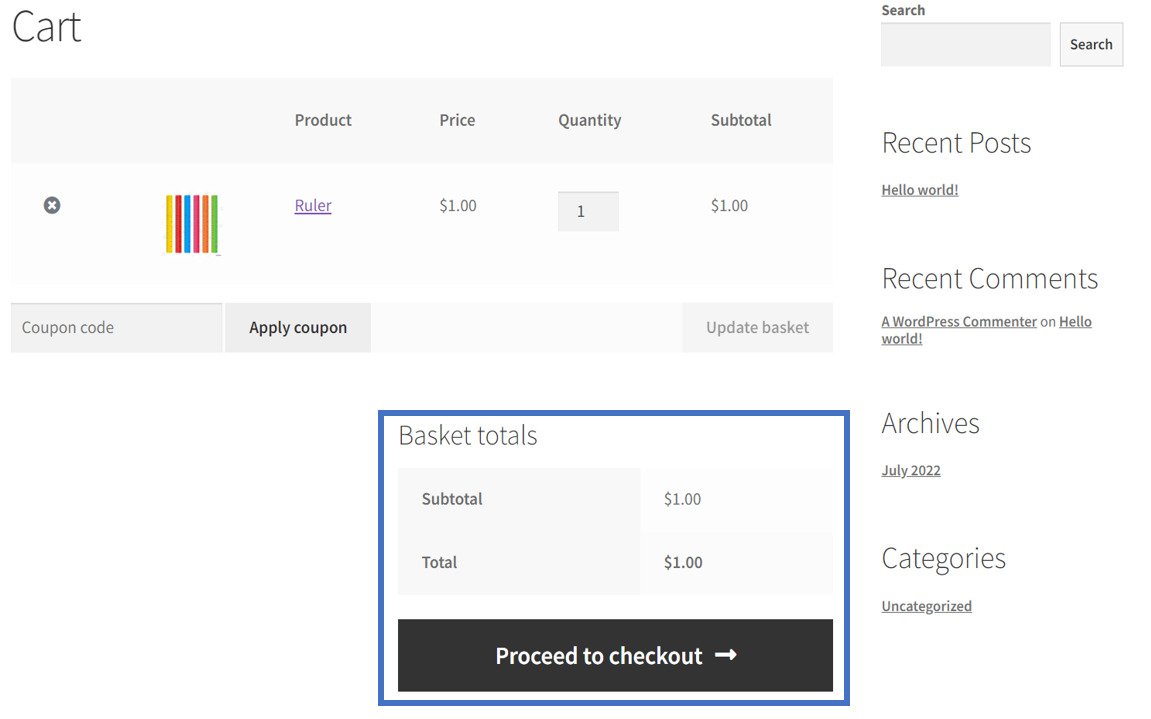 Cart
Product Price Quantity Subtotal
Ruler $1.00 1 $1.00
Coupon code Apply coupon Update basket
Basket totals
Subtotal $1.00
Total $1.00
Proceed to checkout →
Search
Search
Recent Posts
Hello world!
Recent Comments
A WordPress Commenter on Hello
world!
Archives
July 2022
Categories
Uncategorized